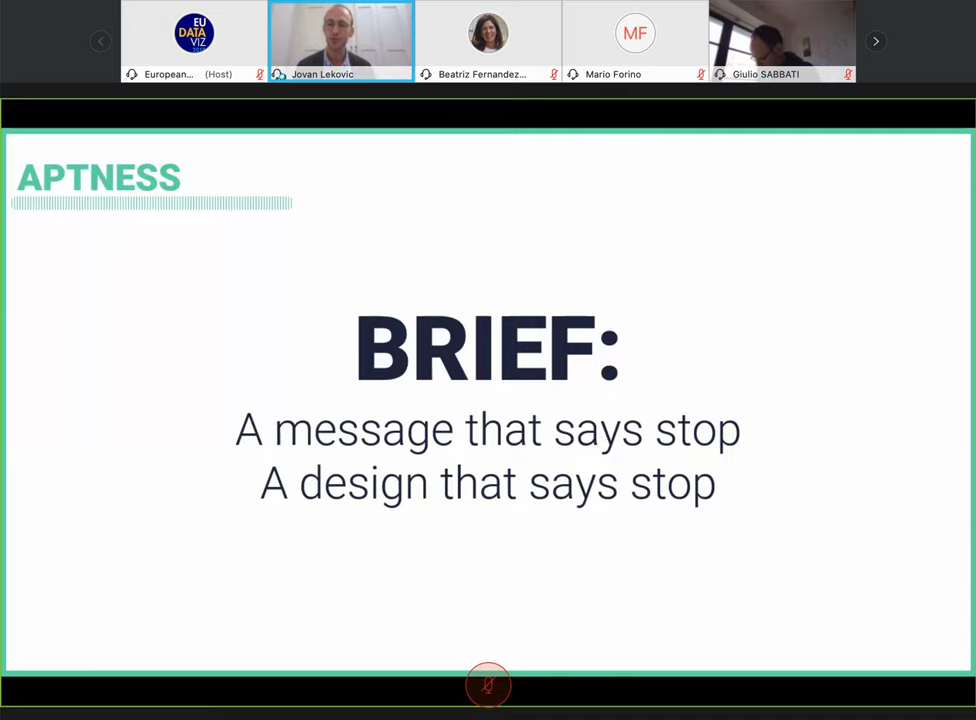 EU
DATA
VIZ
European... (Host)
Jovan Lekovic
Beatriz Fernandez...
MF
Mario Forino
Giulio SABBATI
APTNESS
BRIEF:
A message that says stop
A design that says stop